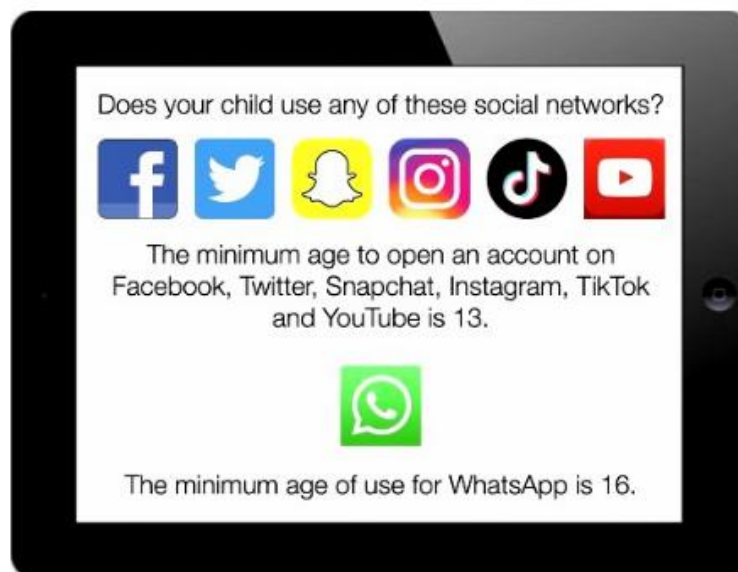 Does your child use any of these social networks?
The minimum age to open an account on
Facebook, Twitter, Snapchat, Instagram, TikTok
and YouTube is 13.
The minimum age of use for WhatsApp is 16.